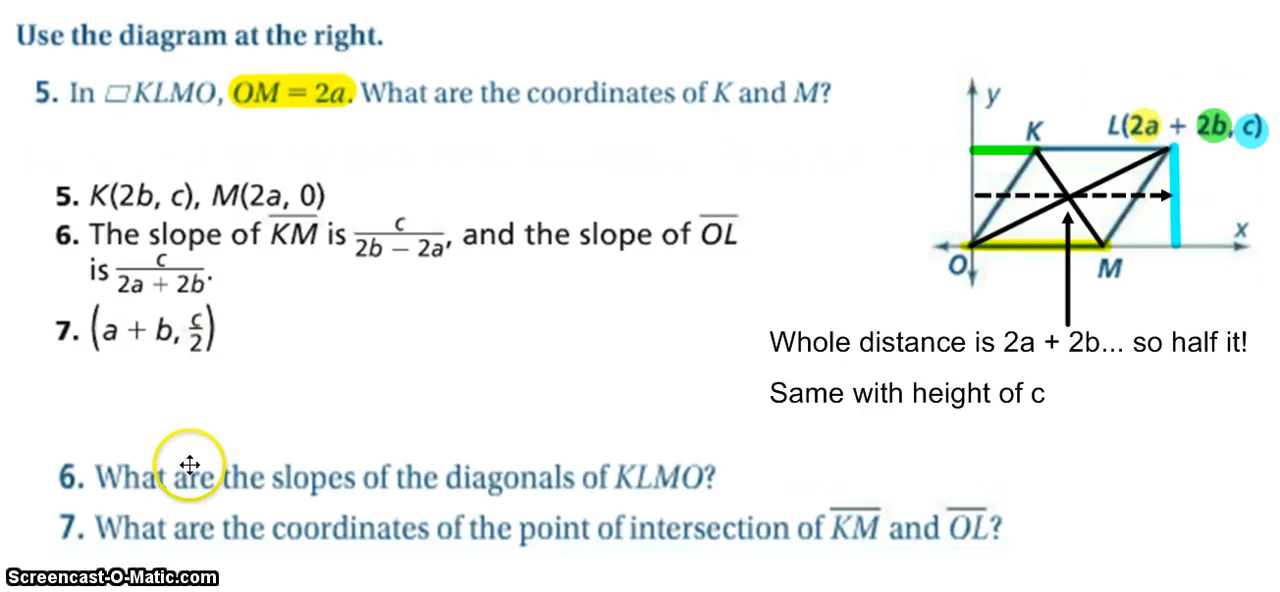 Use the diagram at the right.
5. In ▱KLMO, OM = 2a. What are the coordinates of K and M?
y
K
L(2a + 2b, c)
x
O
M
5. K(2b, c), M(2a, 0)
6. The slope of K̅M̅ is c/(2b − 2a), and the slope of O̅L̅
is c/(2a + 2b).
7. (a + b, c/2)
Whole distance is 2a + 2b... so half it!
Same with height of c
6. What are the slopes of the diagonals of KLMO?
7. What are the coordinates of the point of intersection of K̅M̅ and O̅L̅?
Screencast-O-Matic.com